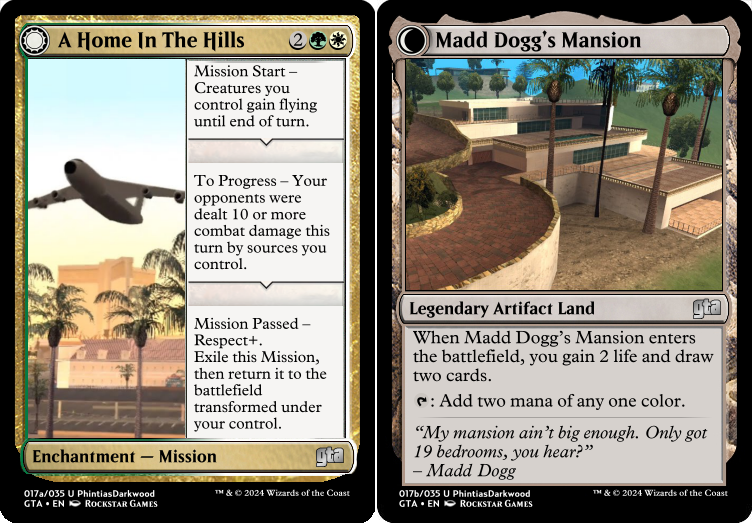 A Home In The Hills 2
Mission Start –
Creatures you
control gain flying
until end of turn.
To Progress – Your
opponents were
dealt 10 or more
combat damage this
turn by sources you
control.
Mission Passed –
Respect+.
Exile this Mission,
then return it to the
battlefield
transformed under
your control.
Enchantment — Mission gta
017a/035 U PhintiasDarkwood
GTA • EN Rockstar Games
™ & © 2024 Wizards of the Coast
Madd Dogg's Mansion
Legendary Artifact Land gta
When Madd Dogg's Mansion enters
the battlefield, you gain 2 life and draw
two cards.
: Add two mana of any one color.
“My mansion ain't big enough. Only got
19 bedrooms, you hear?”
– Madd Dogg
017b/035 U PhintiasDarkwood
GTA • EN Rockstar Games
™ & © 2024 Wizards of the Coast